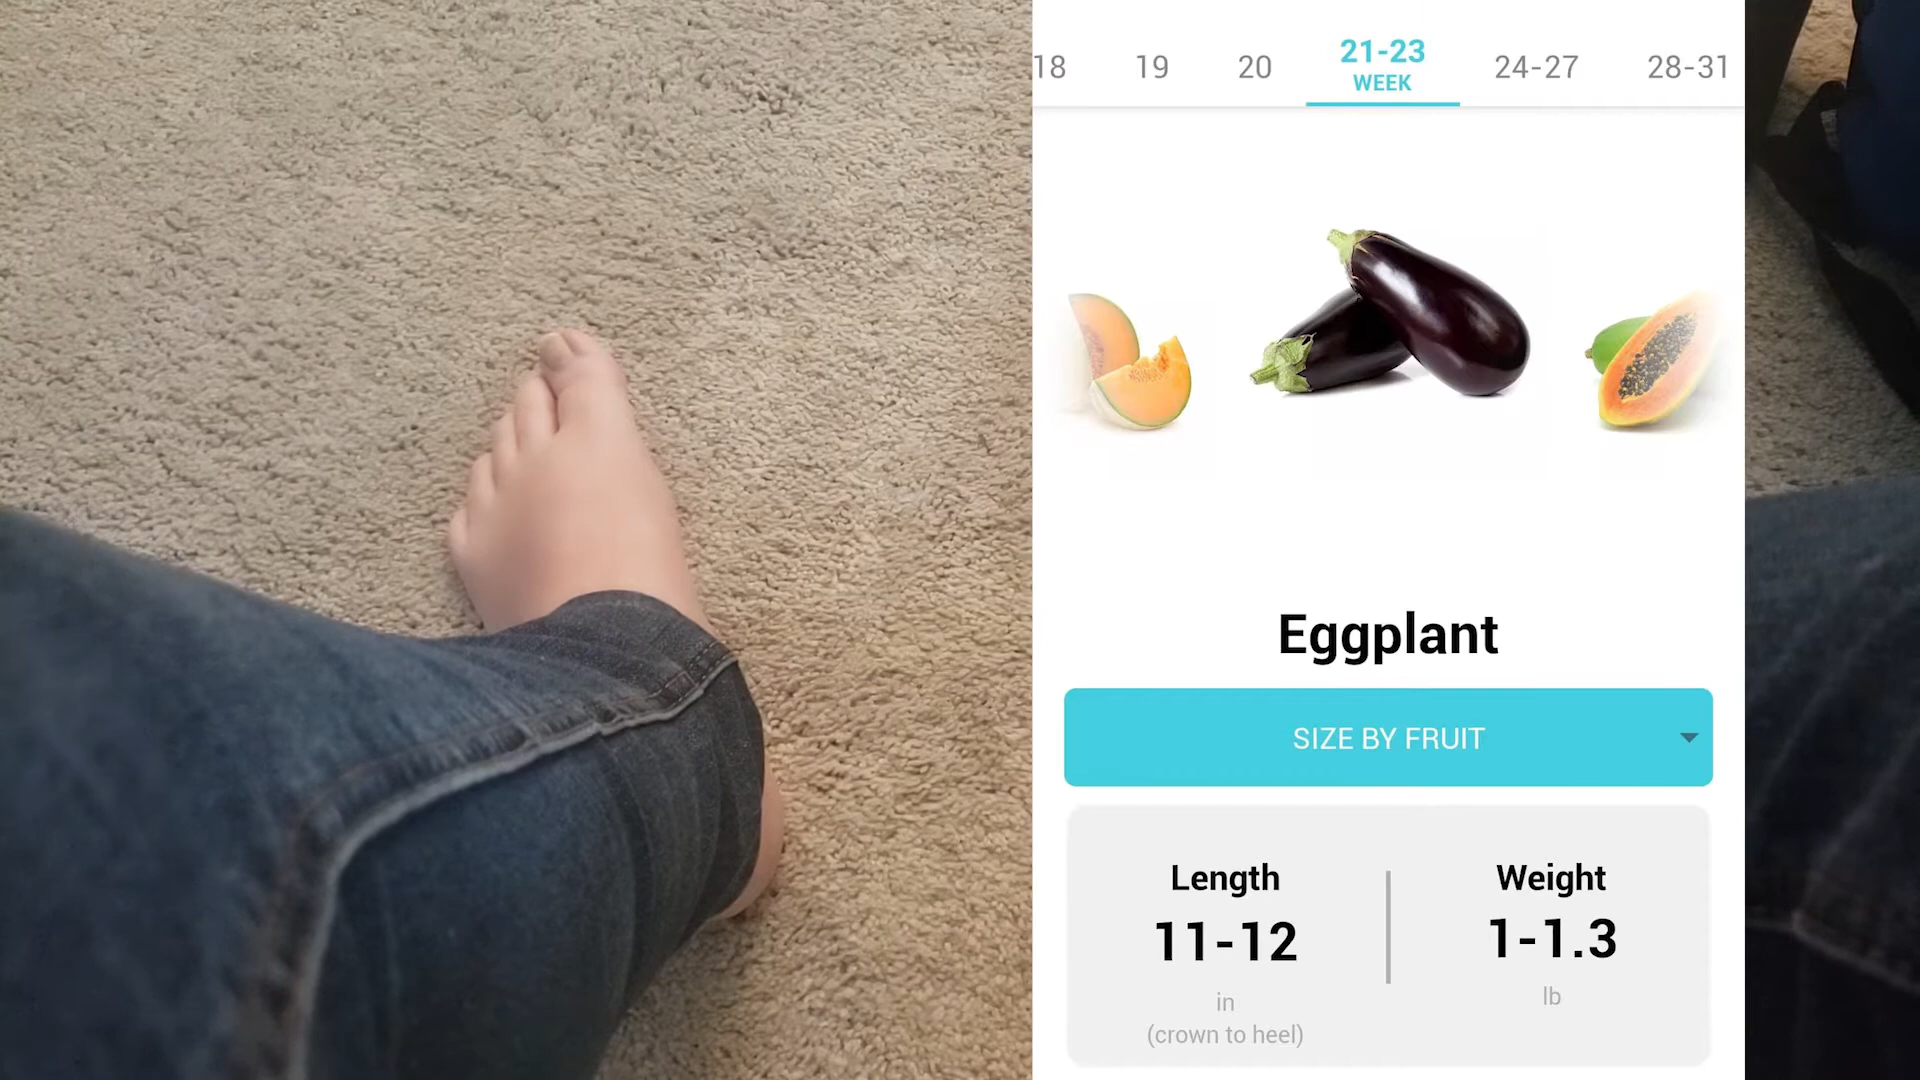 18 19 20 21-23 24-27 28-31
WEEK
Eggplant
SIZE BY FRUIT
Length Weight
11-12 1-1.3
in lb
(crown to heel)